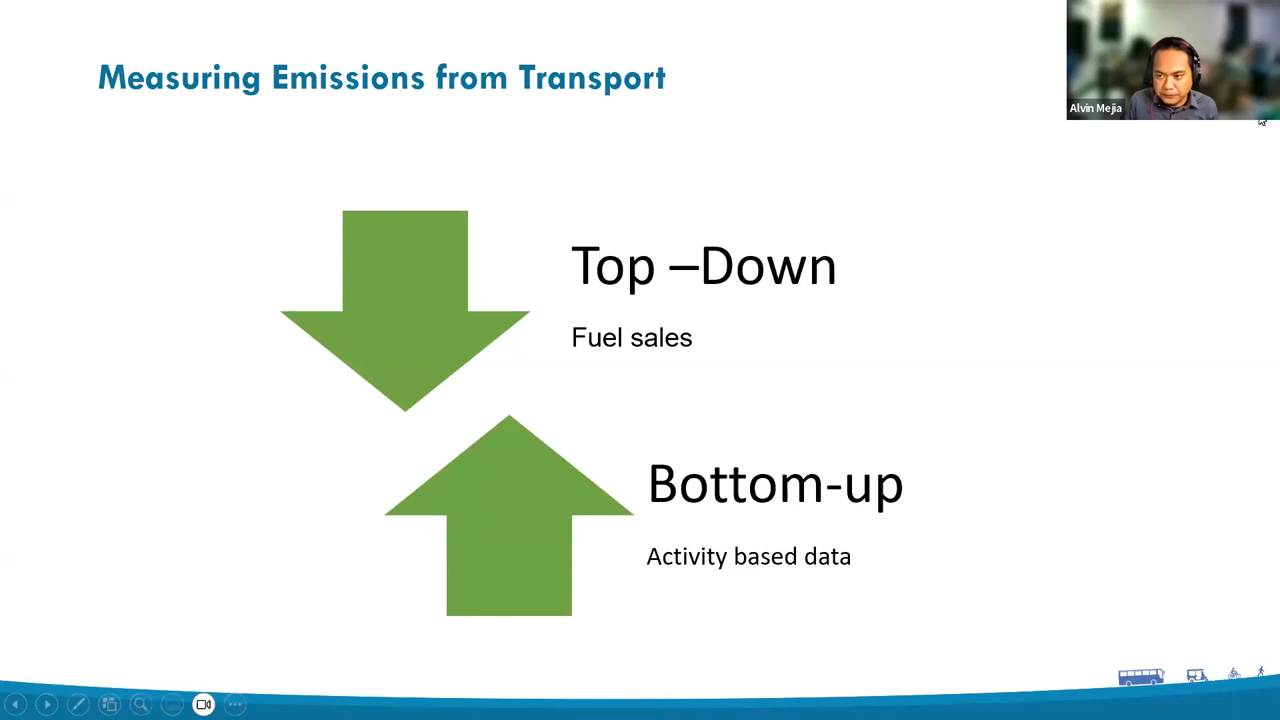 Measuring Emissions from Transport
Alvin Mejia
Top –Down
Fuel sales
Bottom-up
Activity based data